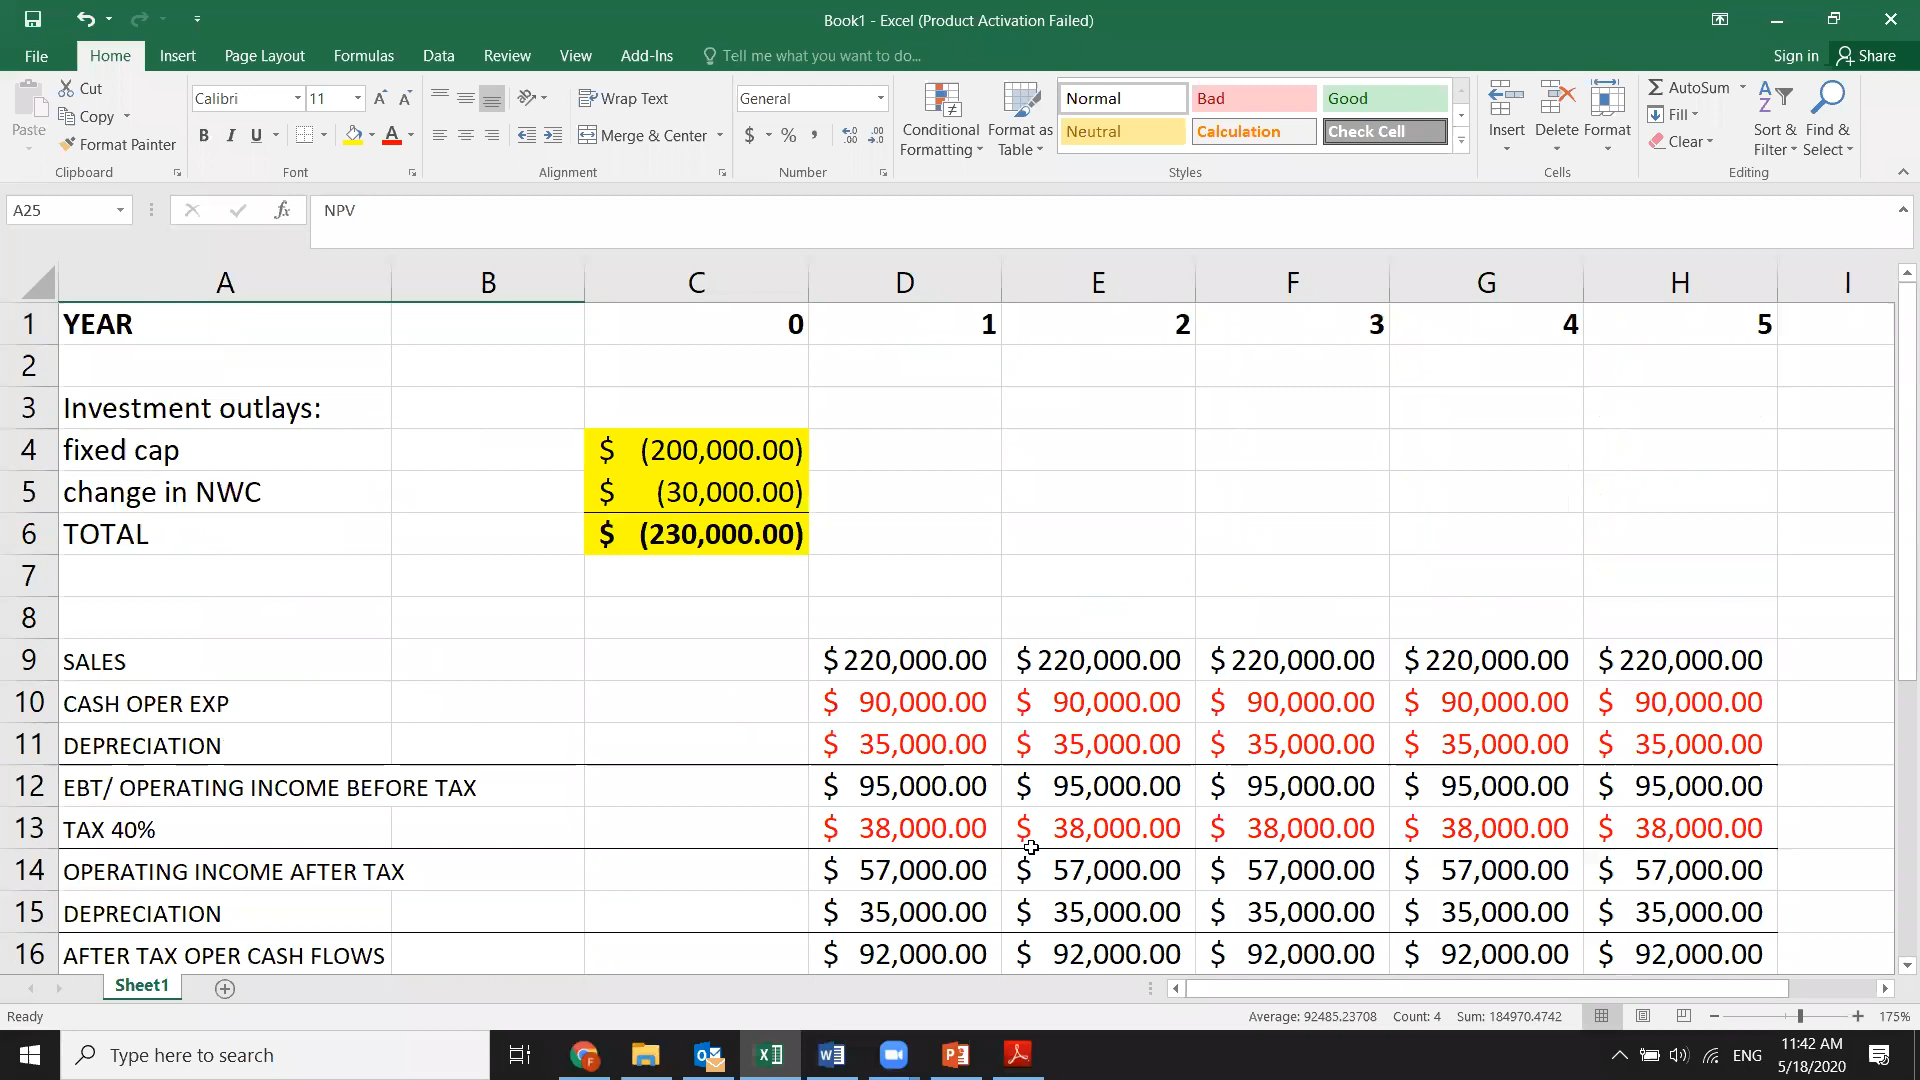 Book1 - Excel (Product Activation Failed)
File Home Insert Page Layout Formulas Data Review View Add-Ins Tell me what you want to do... Sign in Share
Paste Cut Copy Format Painter Clipboard
Calibri 11 A A B I U A Font
Wrap Text Merge & Center Alignment
General $ % , Number
Conditional Formatting Format as Table
Normal Bad Good
Neutral Calculation Check Cell
Styles
Insert Delete Format Cells
AutoSum Fill Clear Sort & Filter Find & Select Editing
A25 fx NPV
A B C D E F G H I
1 YEAR 0 1 2 3 4 5
2
3 Investment outlays:
4 fixed cap $ (200,000.00)
5 change in NWC $ (30,000.00)
6 TOTAL $ (230,000.00)
7
8
9 SALES $220,000.00 $220,000.00 $220,000.00 $220,000.00 $220,000.00
10 CASH OPER EXP $ 90,000.00 $ 90,000.00 $ 90,000.00 $ 90,000.00 $ 90,000.00
11 DEPRECIATION $ 35,000.00 $ 35,000.00 $ 35,000.00 $ 35,000.00 $ 35,000.00
12 EBT/ OPERATING INCOME BEFORE TAX $ 95,000.00 $ 95,000.00 $ 95,000.00 $ 95,000.00 $ 95,000.00
13 TAX 40% $ 38,000.00 $ 38,000.00 $ 38,000.00 $ 38,000.00 $ 38,000.00
14 OPERATING INCOME AFTER TAX $ 57,000.00 $ 57,000.00 $ 57,000.00 $ 57,000.00 $ 57,000.00
15 DEPRECIATION $ 35,000.00 $ 35,000.00 $ 35,000.00 $ 35,000.00 $ 35,000.00
16 AFTER TAX OPER CASH FLOWS $ 92,000.00 $ 92,000.00 $ 92,000.00 $ 92,000.00 $ 92,000.00
Sheet1
Ready Average: 92485.23708 Count: 4 Sum: 184970.4742 175%
Type here to search ENG 11:42 AM
5/18/2020